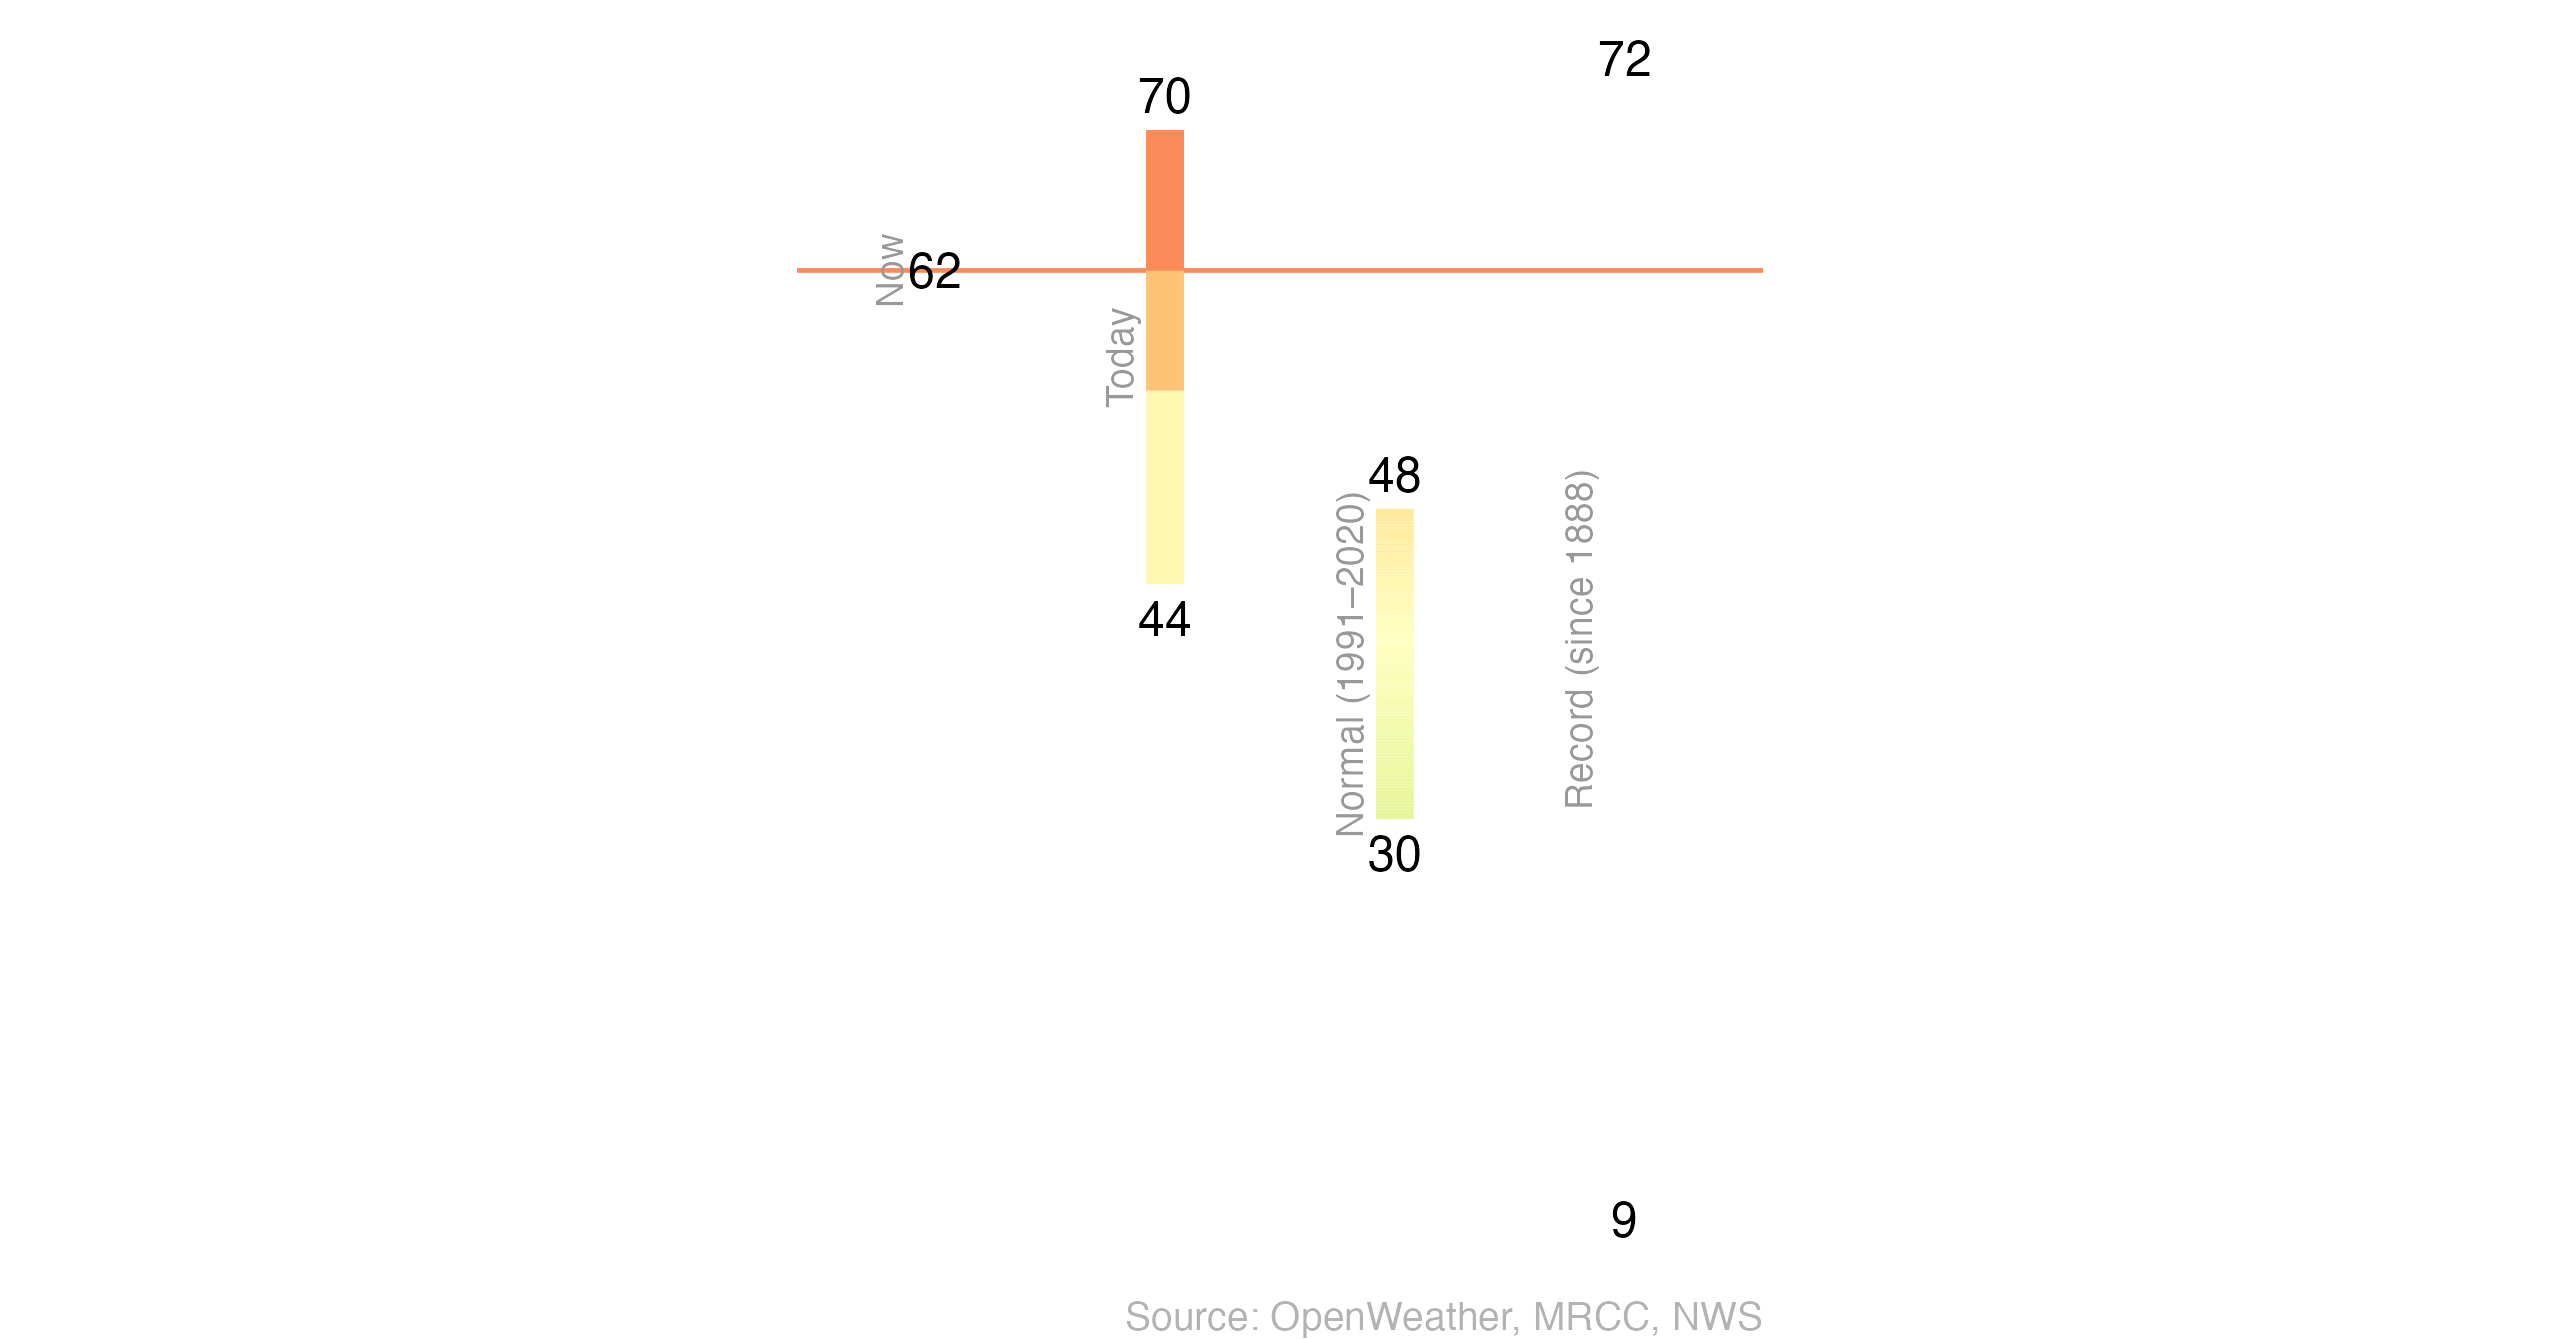 72
70
Now
62
Today
48
44
Normal (1991–2020)
Record (since 1888)
30
9
Source: OpenWeather, MRCC, NWS